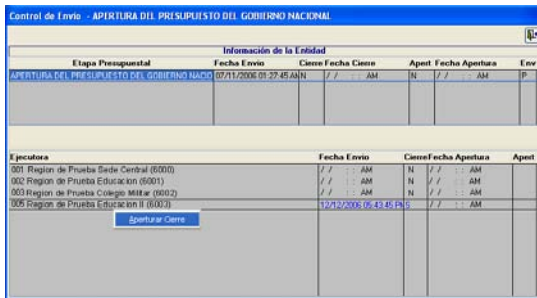 Control de Envio - APERTURA DEL PRESUPUESTO DEL GOBIERNO NACIONAL
Información de la Entidad
Etapa Presupuestal Fecha Envio Cierre Fecha Cierre Apert Fecha Apertura Env
APERTURA DEL PRESUPUESTO DEL GOBIERNO NACIO 07/11/2006 01:27:45 AM N / / : : AM N / / : : AM P
Ejecutora Fecha Envio Cierre Fecha Apertura Apert
001 Region de Prueba Sede Central (6000) / / : : AM N / / : : AM
002 Region de Prueba Educacion (6001) / / : : AM N / / : : AM
003 Region de Prueba Colegio Militar (6002) / / : : AM N / / : : AM
005 Region de Prueba Educacion II (6003) 12/12/2006 05:43:45 PM S / / : : AM
Aperturar Cierre